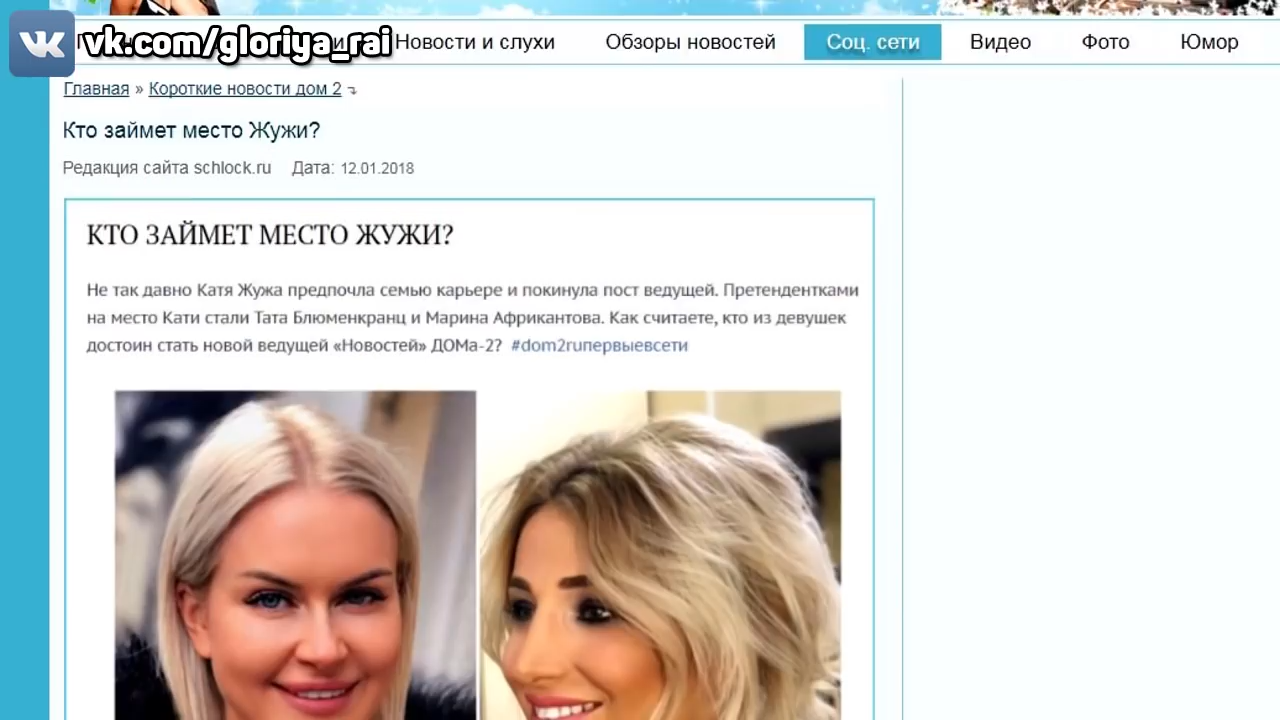 vk.com/gloriya_rai
Новости и слухи Обзоры новостей Соц. сети Видео Фото Юмор
Главная » Короткие новости дом 2
Кто займет место Жужи?
Редакция сайта schlock.ru Дата: 12.01.2018
КТО ЗАЙМЕТ МЕСТО ЖУЖИ?
Не так давно Катя Жужа предпочла семью карьере и покинула пост ведущей. Претендентками
на место Кати стали Тата Блюменкранц и Марина Африкантова. Как считаете, кто из девушек
достоин стать новой ведущей «Новостей» ДОМа-2? #dom2ruпервыевсети